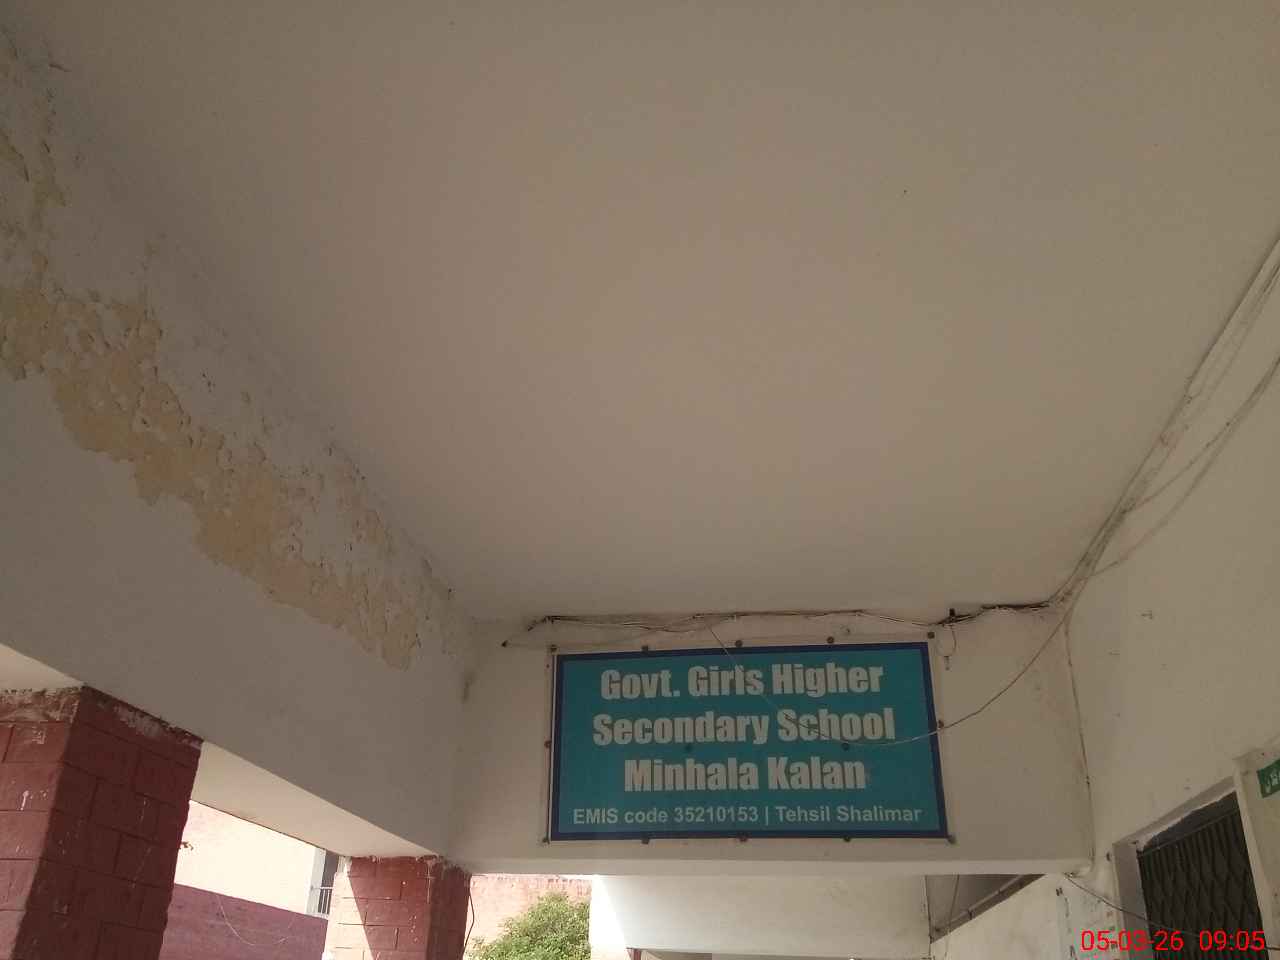 Govt. Girls Higher
Secondary School
Minhala Kalan
EMIS code 35210153 | Tehsil Shalimar
05-03-26 09:05